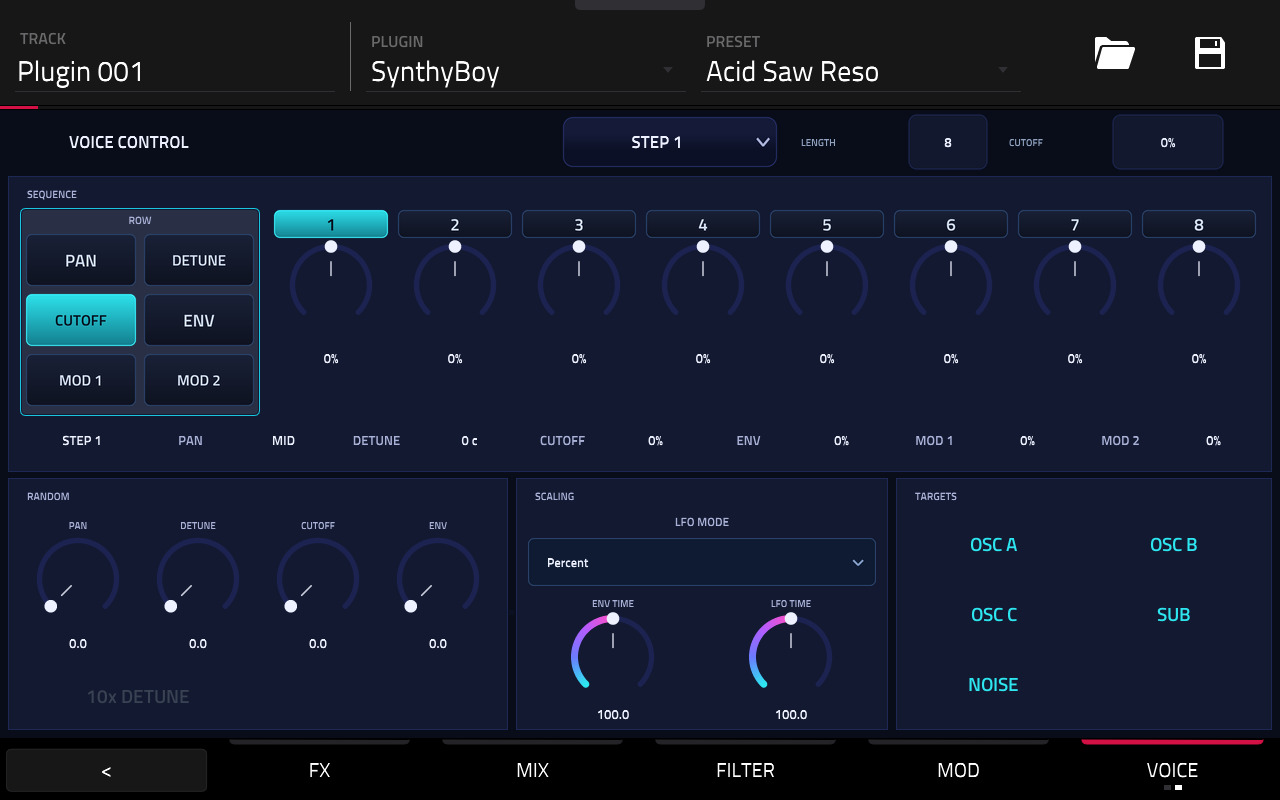 TRACK
Plugin 001
PLUGIN
SynthyBoy
PRESET
Acid Saw Reso
VOICE CONTROL
STEP 1
LENGTH
8
CUTOFF
0%
SEQUENCE
ROW
PAN
DETUNE
CUTOFF
ENV
MOD 1
MOD 2
1 2 3 4 5 6 7 8
0% 0% 0% 0% 0% 0% 0% 0%
STEP 1 PAN MID DETUNE 0 c CUTOFF 0% ENV 0% MOD 1 0% MOD 2 0%
RANDOM
PAN DETUNE CUTOFF ENV
0.0 0.0 0.0 0.0
10x DETUNE
SCALING
LFO MODE
Percent
ENV TIME LFO TIME
100.0 100.0
TARGETS
OSC A OSC B
OSC C SUB
NOISE
< FX MIX FILTER MOD VOICE